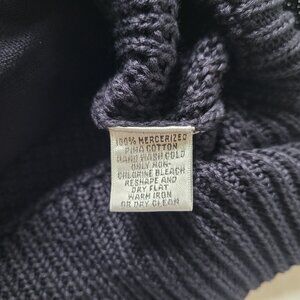 100% MERCERIZED
PIMA COTTON
HAND WASH COLD
ONLY NON-
CHLORINE BLEACH
RESHAPE AND
DRY FLAT
WARM IRON
OR DRY CLEAN